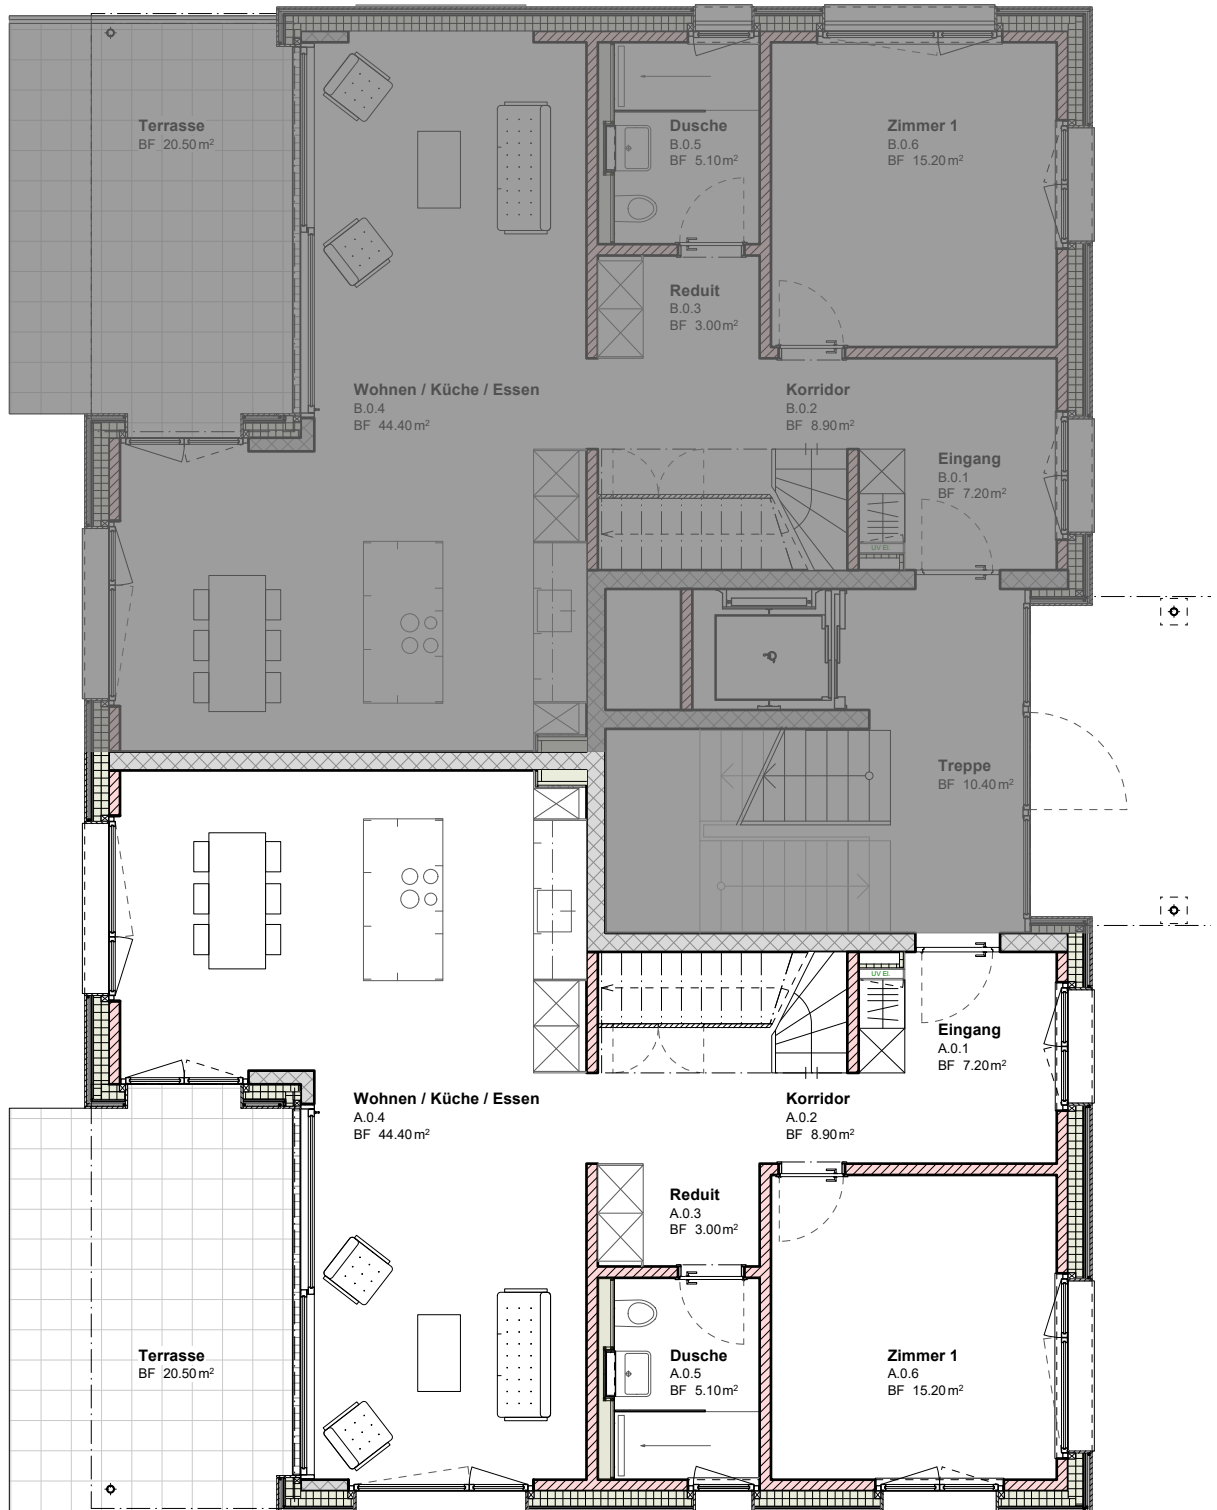 Terrasse
BF 20.50 m²
Dusche
B.0.5
BF 5.10 m²
Zimmer 1
B.0.6
BF 15.20 m²
Reduit
B.0.3
BF 3.00 m²
Wohnen / Küche / Essen
B.0.4
BF 44.40 m²
Korridor
B.0.2
BF 8.90 m²
Eingang
B.0.1
BF 7.20 m²
UV El.
Treppe
BF 10.40 m²
UV El.
Eingang
A.0.1
BF 7.20 m²
Wohnen / Küche / Essen
A.0.4
BF 44.40 m²
Korridor
A.0.2
BF 8.90 m²
Reduit
A.0.3
BF 3.00 m²
Terrasse
BF 20.50 m²
Dusche
A.0.5
BF 5.10 m²
Zimmer 1
A.0.6
BF 15.20 m²